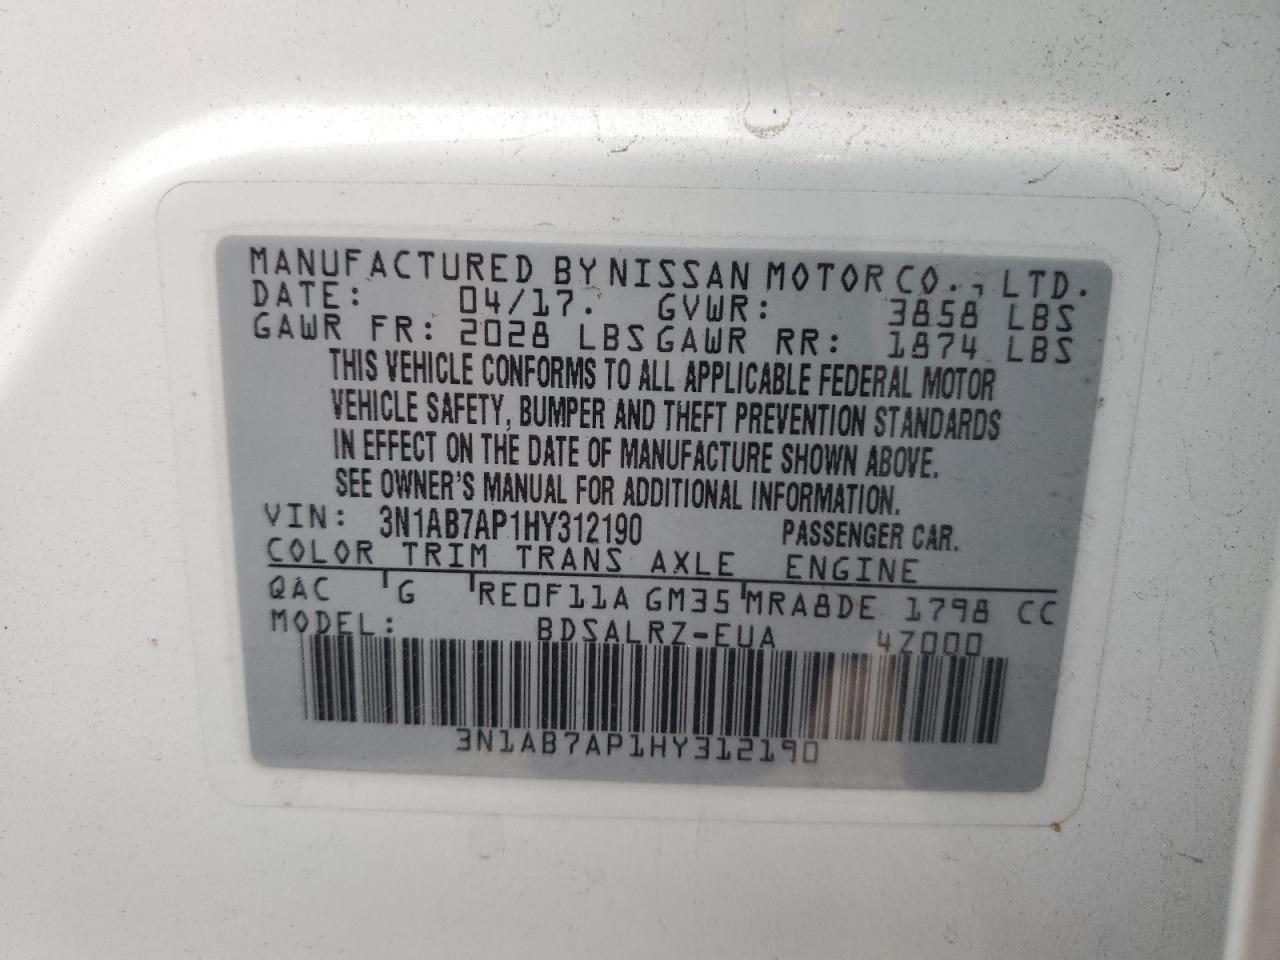 MANUFACTURED BY NISSAN MOTOR CO., LTD.
DATE: 04/17. GVWR: 3858 LBS
GAWR FR: 2028 LBS GAWR RR: 1874 LBS
THIS VEHICLE CONFORMS TO ALL APPLICABLE FEDERAL MOTOR
VEHICLE SAFETY, BUMPER AND THEFT PREVENTION STANDARDS
IN EFFECT ON THE DATE OF MANUFACTURE SHOWN ABOVE.
SEE OWNER'S MANUAL FOR ADDITIONAL INFORMATION.
VIN: 3N1AB7AP1HY312190 PASSENGER CAR.
COLOR TRIM TRANS AXLE ENGINE
QAC G RE0F11A GM35 MRA8DE 1798 CC
MODEL: BDSALRZ-EUA 4Z000
3N1AB7AP1HY312190